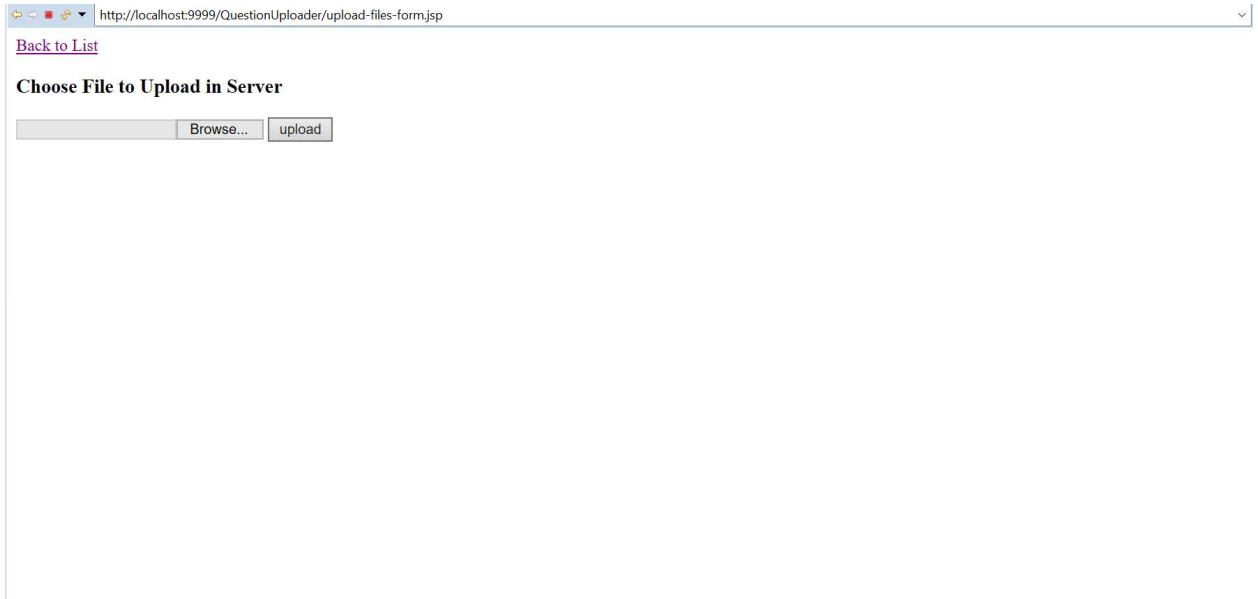 http://localhost:9999/QuestionUploader/upload-files-form.jsp
Back to List
Choose File to Upload in Server
Browse... upload